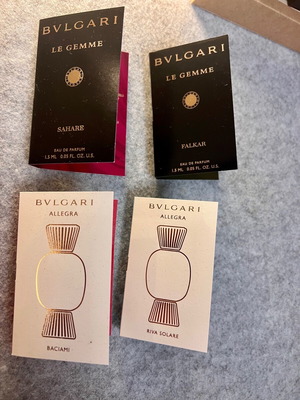 BVLGARI
LE GEMME
SAHARE
EAU DE PARFUM
1.5 ML 0.05 FL. OZ. U.S.
BVLGARI
LE GEMME
FALKAR
EAU DE PARFUM
1.5 ML 0.05 FL. OZ. U.S.
BVLGARI
ALLEGRA
BACIAMI
BVLGARI
ALLEGRA
RIVA SOLARE